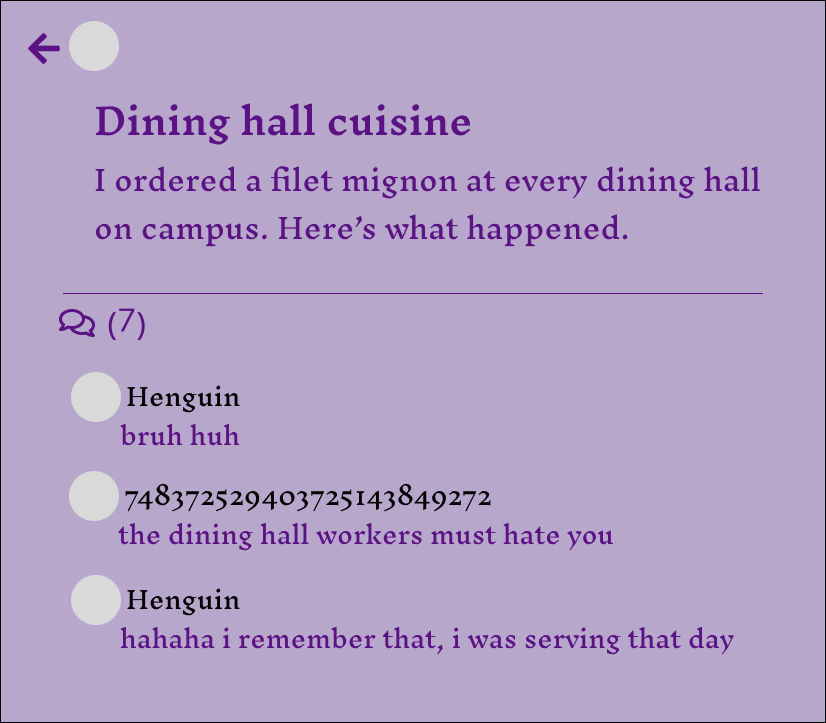 Dining hall cuisine
I ordered a filet mignon at every dining hall
on campus. Here’s what happened.
(7)
Henguin
bruh huh
748372529403725143849272
the dining hall workers must hate you
Henguin
hahaha i remember that, i was serving that day